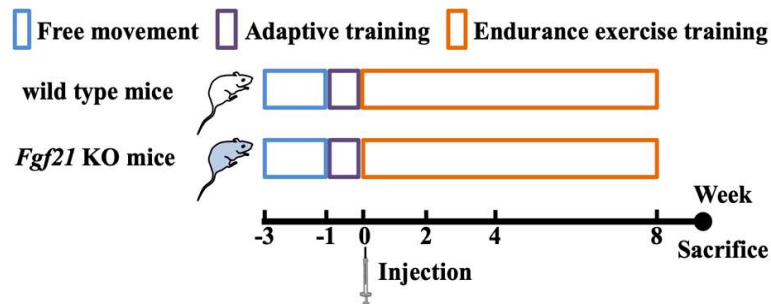 Free movement Adaptive training Endurance exercise training
wild type mice
Fgf21 KO mice
Week
-3 -1 0 2 4 8
Sacrifice
Injection